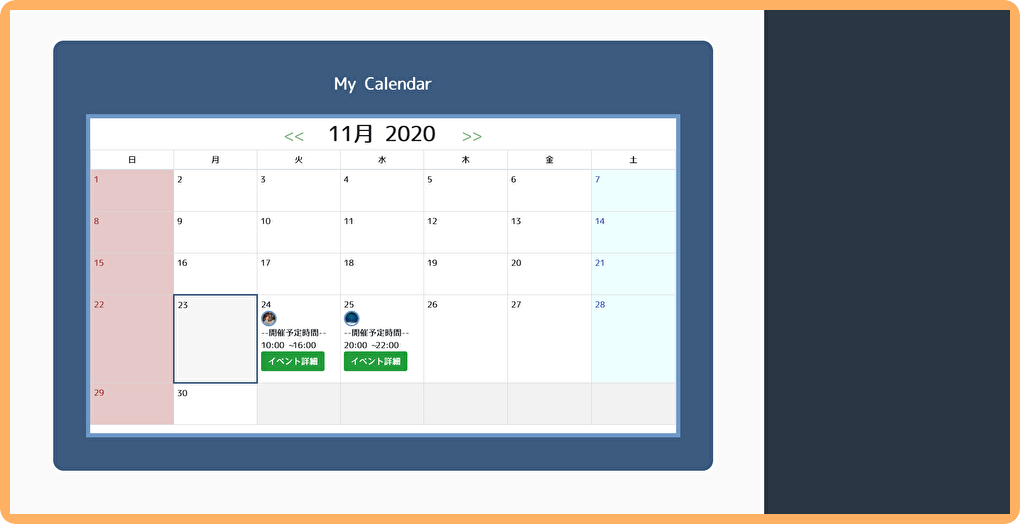 My Calendar
<< 11月 2020 >>
日 月 火 水 木 金 土
1 2 3 4 5 6 7
8 9 10 11 12 13 14
15 16 17 18 19 20 21
22 23 24 25 26 27 28
--開催予定時間-- --開催予定時間--
10:00 ~16:00 20:00 ~22:00
イベント詳細 イベント詳細
29 30